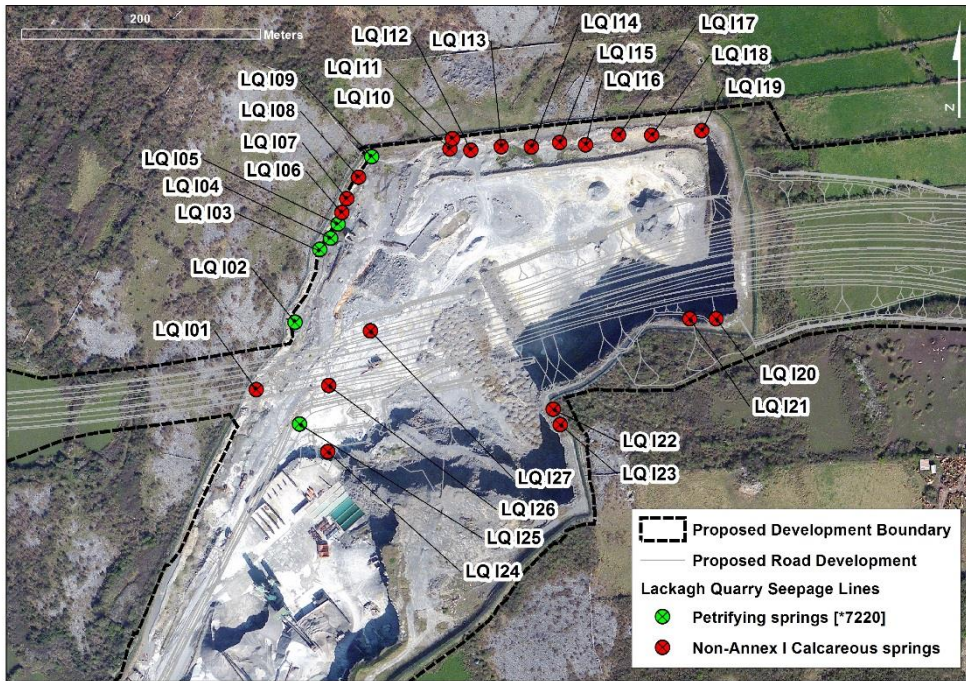 200
Meters
N
LQ I14
LQ I17
LQ I12
LQ I13
LQ I15
LQ I18
LQ I11
LQ I16
LQ I19
LQ I10
LQ I09
LQ I08
LQ I07
LQ I05
LQ I06
LQ I04
LQ I03
LQ I02
LQ I01
LQ I20
LQ I21
LQ I22
LQ I23
LQ I27
LQ I26
LQ I25
LQ I24
Proposed Development Boundary
Proposed Road Development
Lackagh Quarry Seepage Lines
Petrifying springs [*7220]
Non-Annex I Calcareous springs